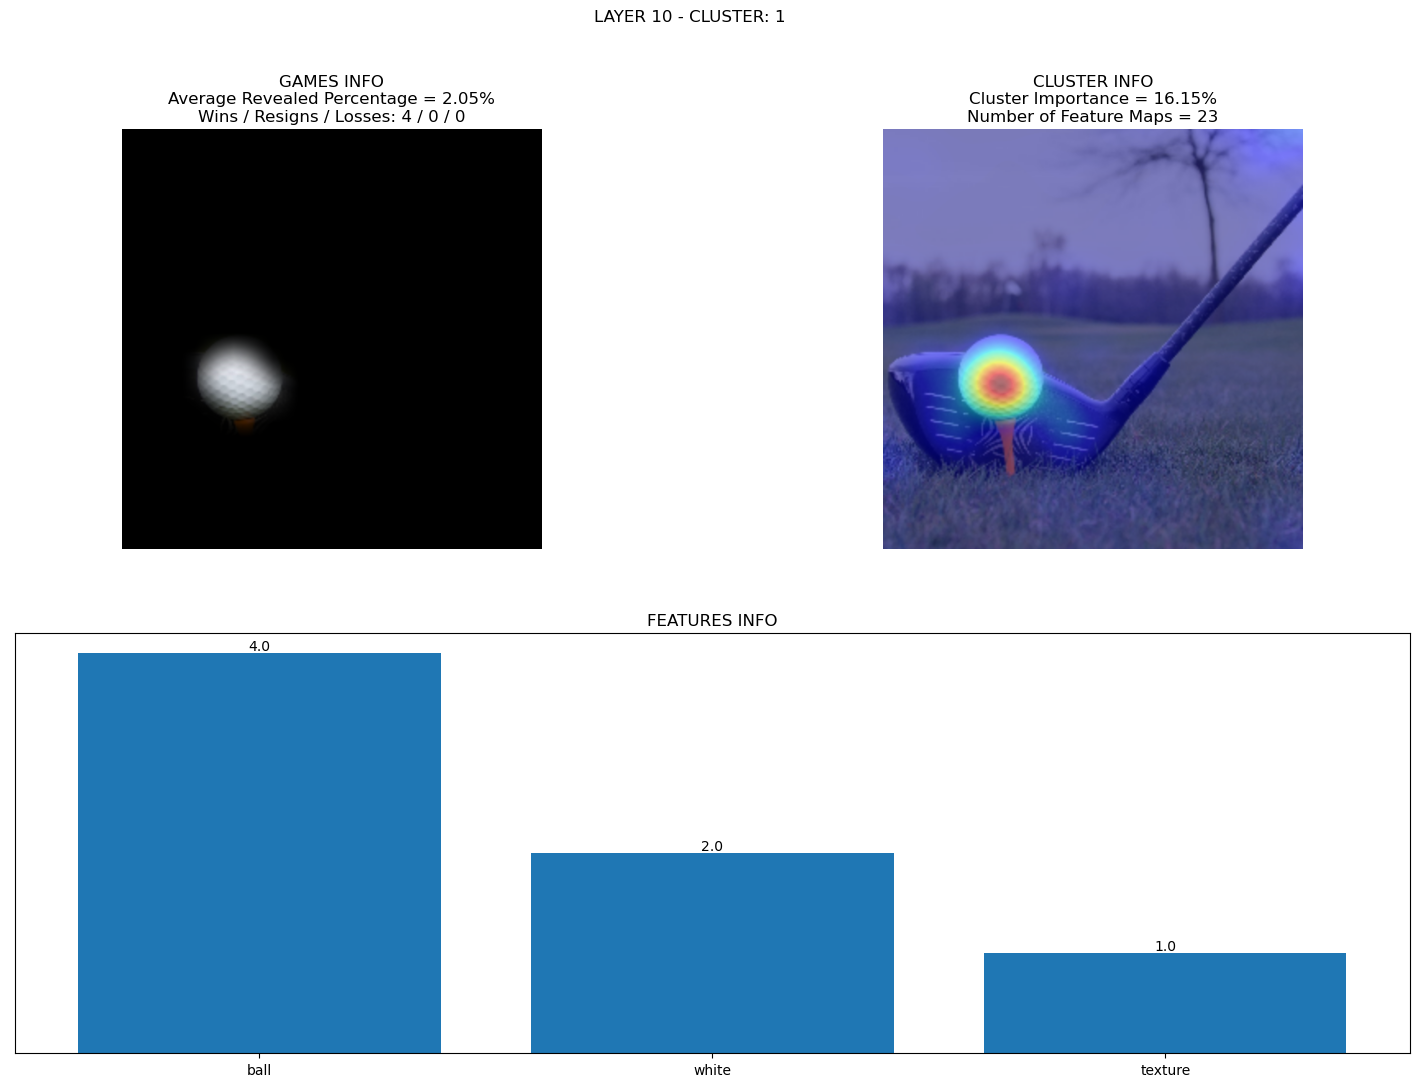 LAYER 10 - CLUSTER: 1
GAMES INFO
Average Revealed Percentage = 2.05%
Wins / Resigns / Losses: 4 / 0 / 0
CLUSTER INFO
Cluster Importance = 16.15%
Number of Feature Maps = 23
FEATURES INFO
4.0
2.0
1.0
ball
white
texture